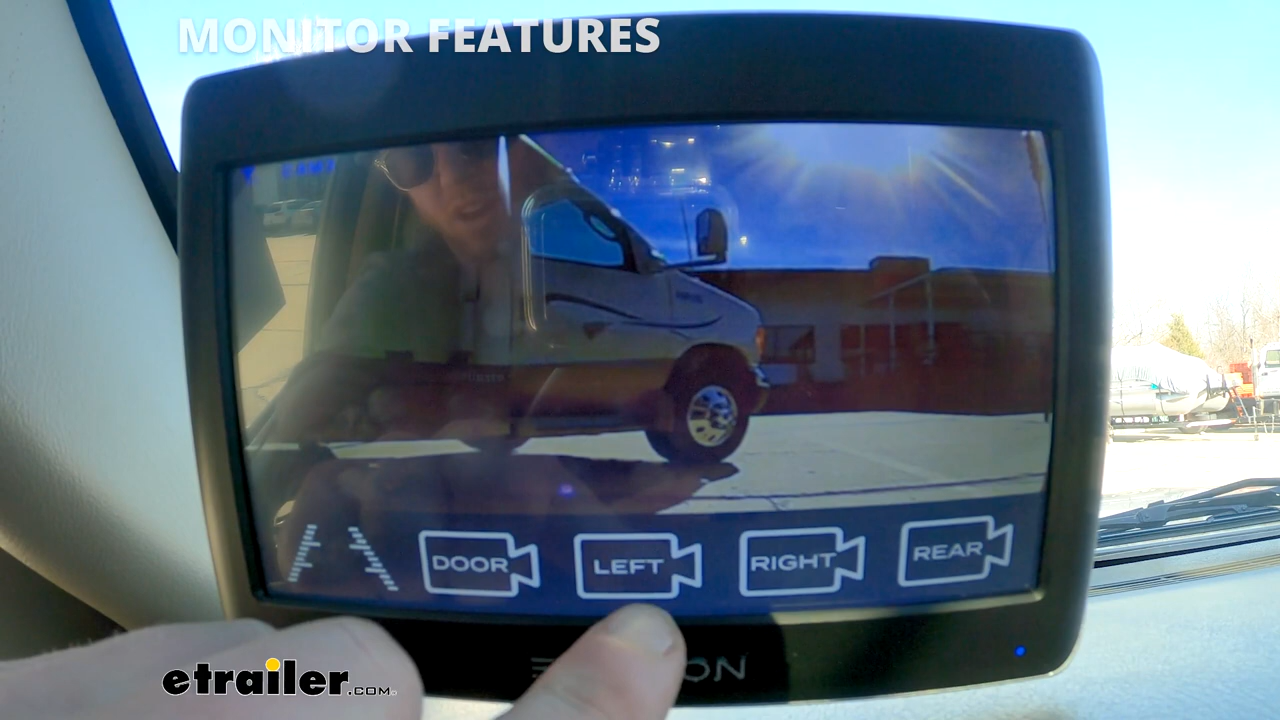 MONITOR FEATURES
DOOR
LEFT
RIGHT
REAR
etrailer.com.